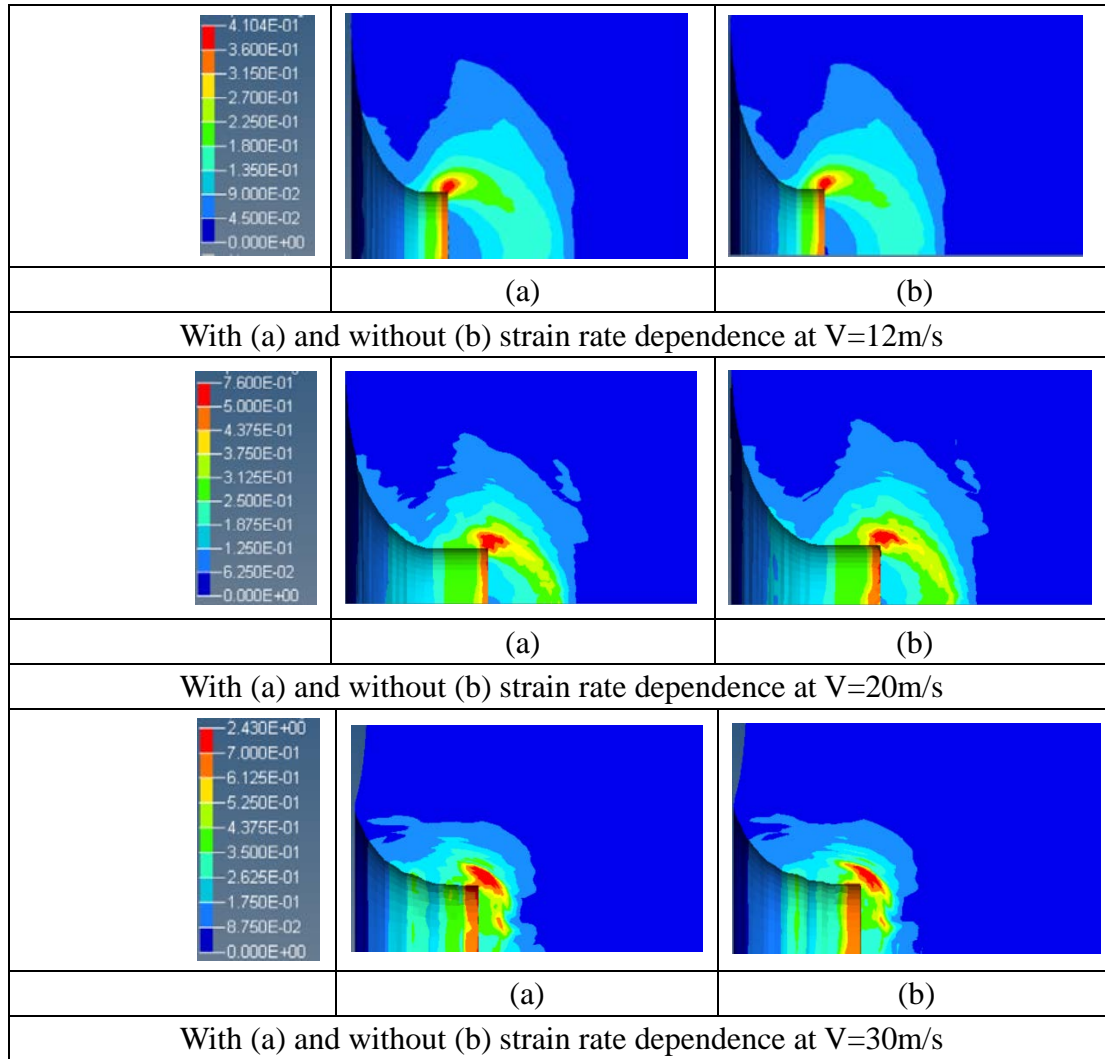 4.104E-01
3.600E-01
3.150E-01
2.700E-01
2.250E-01
1.800E-01
1.350E-01
9.000E-02
4.500E-02
0.000E+00
(a)
(b)
With (a) and without (b) strain rate dependence at V=12m/s
7.600E-01
5.000E-01
4.375E-01
3.750E-01
3.125E-01
2.500E-01
1.875E-01
1.250E-01
6.250E-02
0.000E+00
(a)
(b)
With (a) and without (b) strain rate dependence at V=20m/s
2.430E+00
7.000E-01
6.125E-01
5.250E-01
4.375E-01
3.500E-01
2.625E-01
1.750E-01
8.750E-02
0.000E+00
(a)
(b)
With (a) and without (b) strain rate dependence at V=30m/s